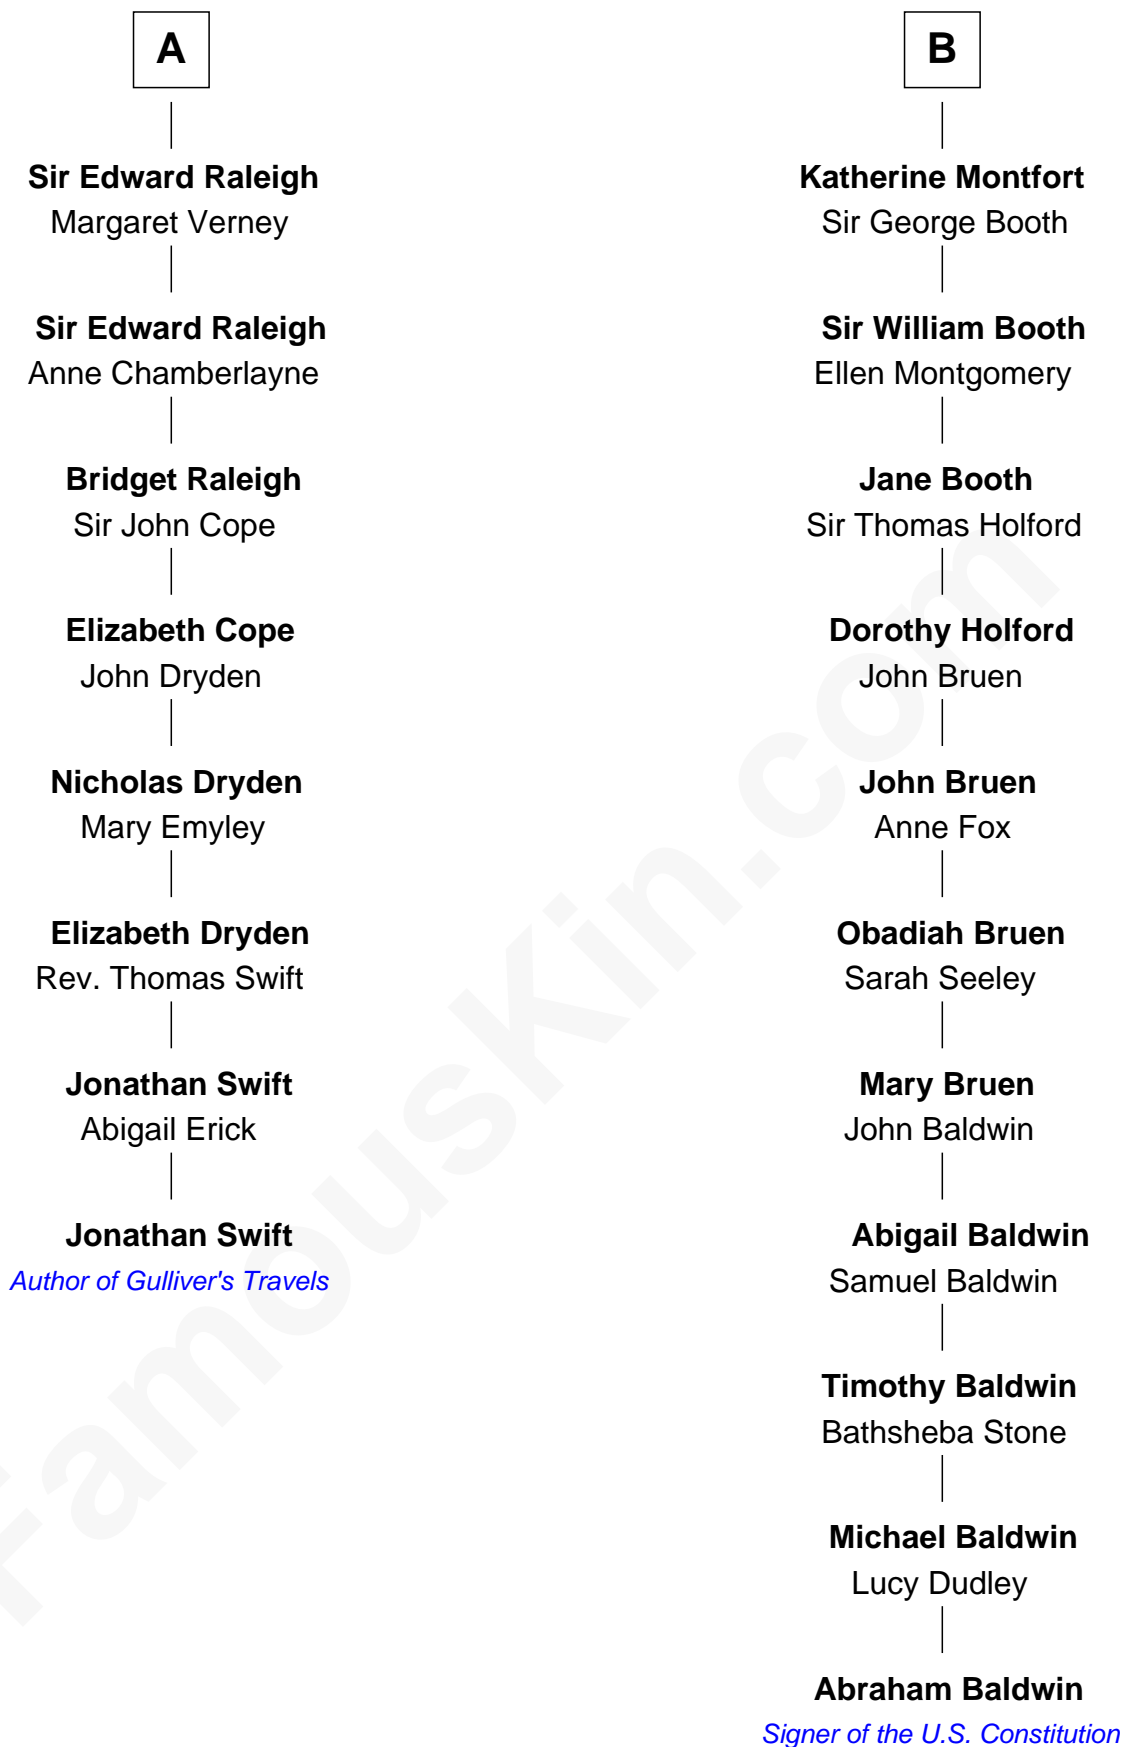 A
Sir Edward Raleigh
Margaret Verney
Sir Edward Raleigh
Anne Chamberlayne
Bridget Raleigh
Sir John Cope
Elizabeth Cope
John Dryden
Nicholas Dryden
Mary Emyley
Elizabeth Dryden
Rev. Thomas Swift
Jonathan Swift
Abigail Erick
Jonathan Swift
Author of Gulliver's Travels
B
Katherine Montfort
Sir George Booth
Sir William Booth
Ellen Montgomery
Jane Booth
Sir Thomas Holford
Dorothy Holford
John Bruen
John Bruen
Anne Fox
Obadiah Bruen
Sarah Seeley
Mary Bruen
John Baldwin
Abigail Baldwin
Samuel Baldwin
Timothy Baldwin
Bathsheba Stone
Michael Baldwin
Lucy Dudley
Abraham Baldwin
Signer of the U.S. Constitution
FamousKin.com